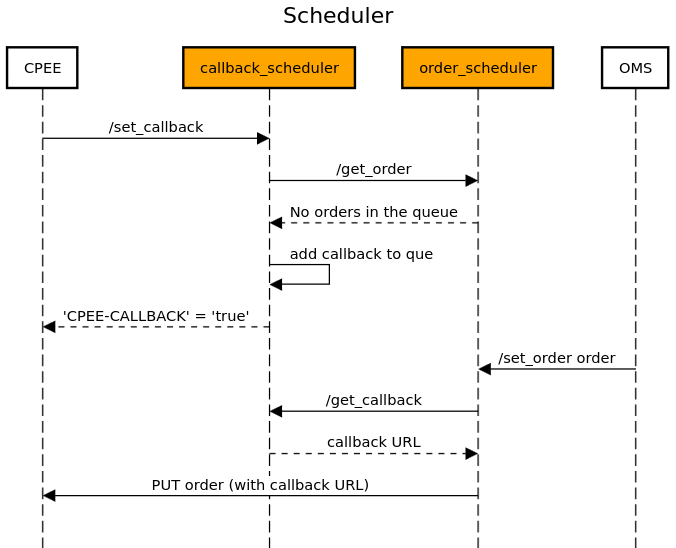 Scheduler
CPEE
callback_scheduler
order_scheduler
OMS
/set_callback
/get_order
No orders in the queue
add callback to que
'CPEE-CALLBACK' = 'true'
/set_order order
/get_callback
callback URL
PUT order (with callback URL)